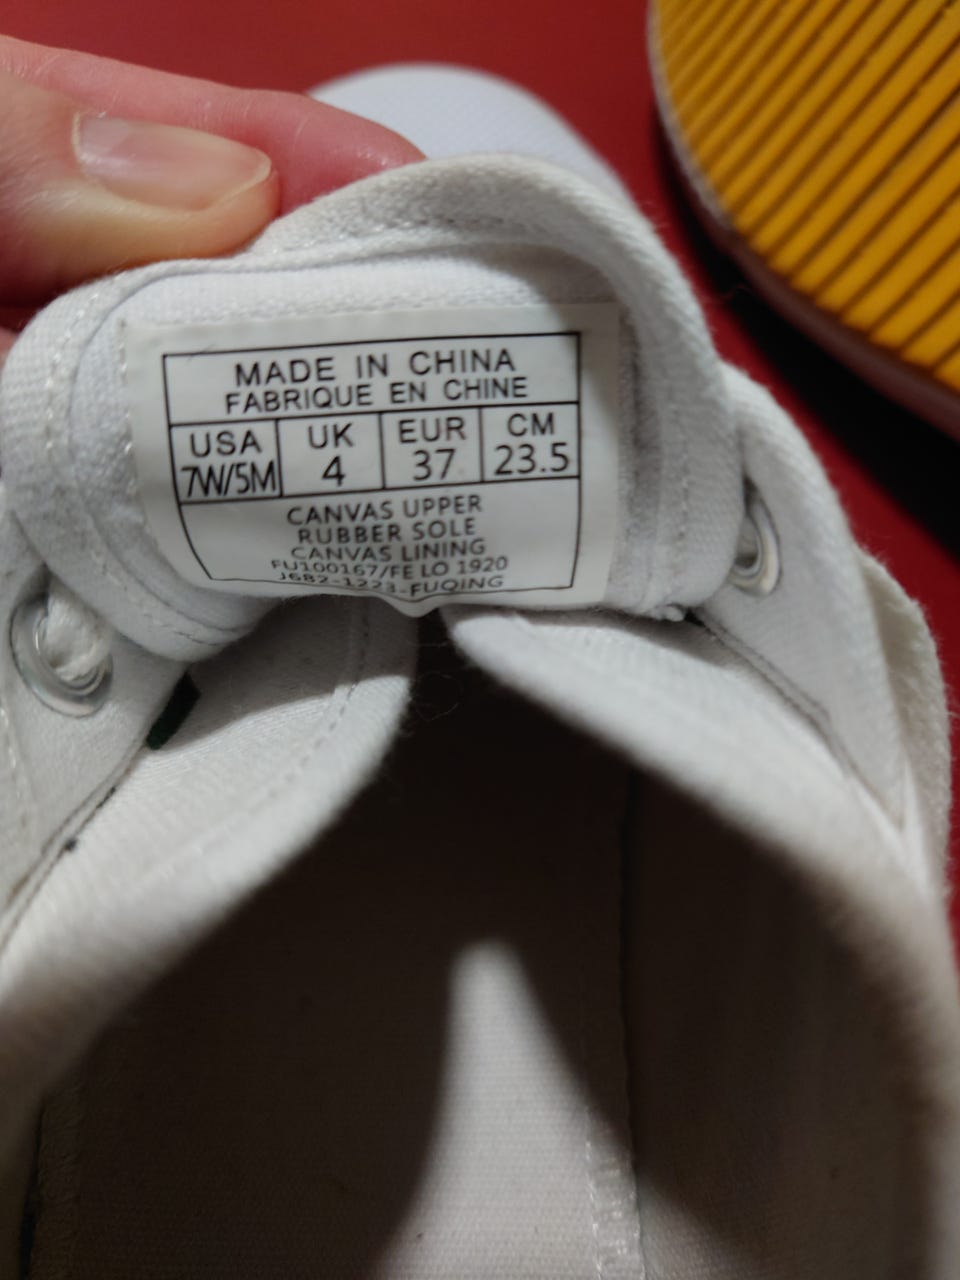 MADE IN CHINA
FABRIQUE EN CHINE
USA UK EUR CM
7W/5M 4 37 23.5
CANVAS UPPER
RUBBER SOLE
CANVAS LINING
FU100167/FE LO 1920
J682-1223-FUQING